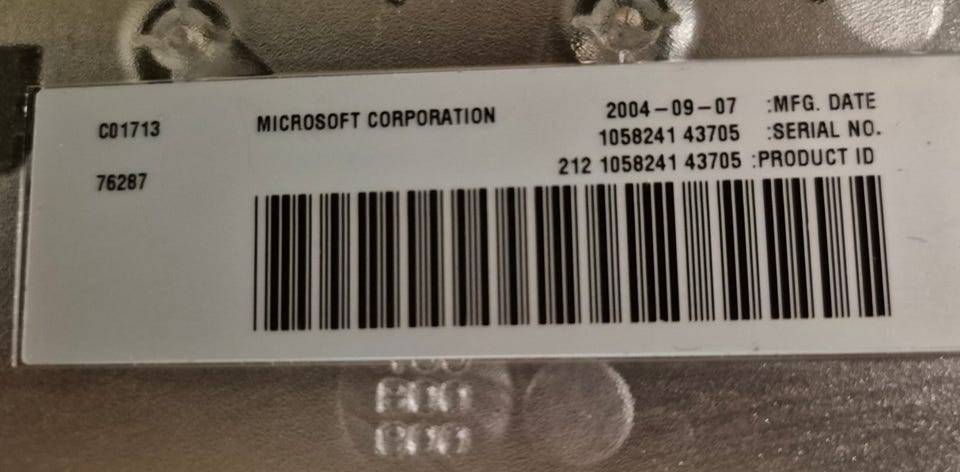 C01713
76287
MICROSOFT CORPORATION
2004-09-07 :MFG. DATE
1058241 43705 :SERIAL NO.
212 1058241 43705 :PRODUCT ID